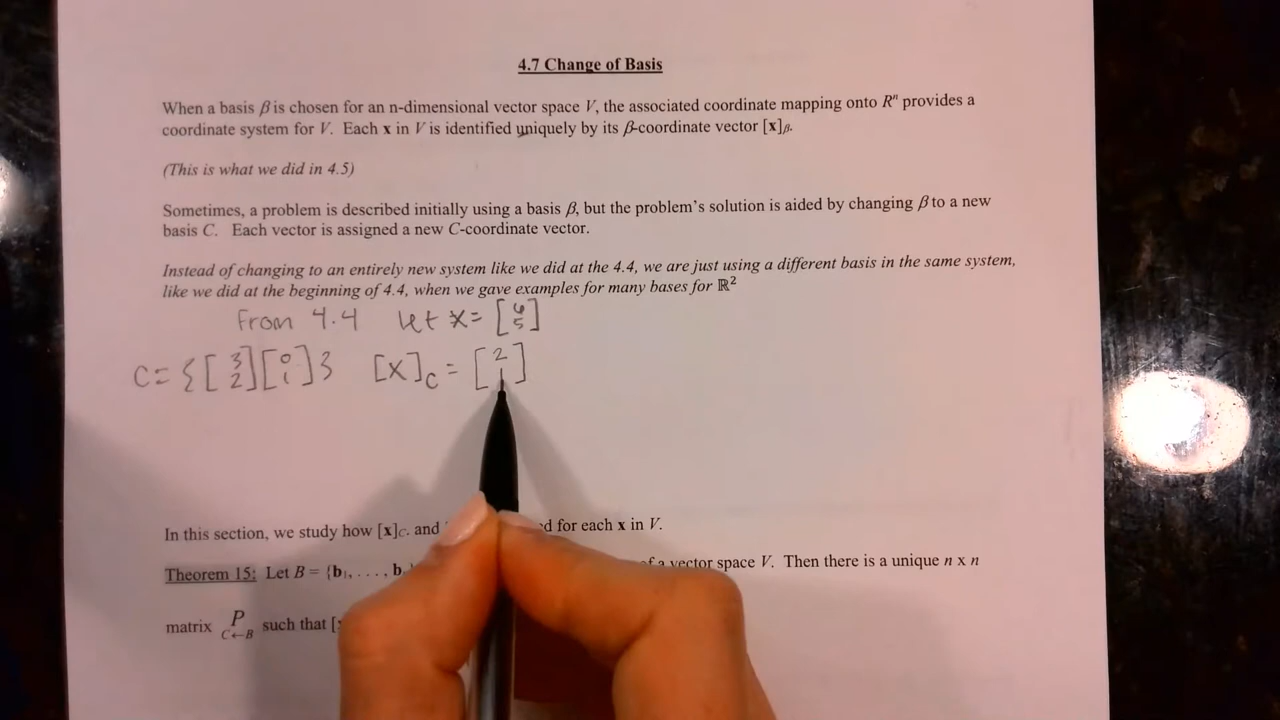 4.7 Change of Basis
When a basis β is chosen for an n-dimensional vector space V, the associated coordinate mapping onto Rⁿ provides a
coordinate system for V. Each x in V is identified uniquely by its β-coordinate vector [x]β.
(This is what we did in 4.5)
Sometimes, a problem is described initially using a basis β, but the problem's solution is aided by changing β to a new
basis C. Each vector is assigned a new C-coordinate vector.
Instead of changing to an entirely new system like we did at the 4.4, we are just using a different basis in the same system,
like we did at the beginning of 4.4, when we gave examples for many bases for ℝ²
From 4.4 let x = [6 5]
C = {[3 2][0 1]} [x]C = [2 1]
In this section, we study how [x]C. and for each x in V.
Theorem 15: Let B = {b₁, . . . , b of a vector space V. Then there is a unique n x n
matrix P C←B such that [